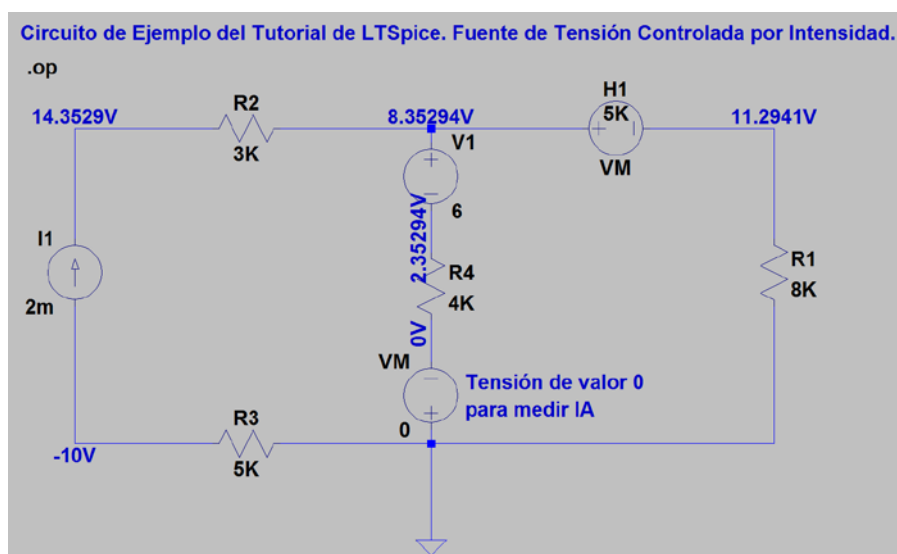 Circuito de Ejemplo del Tutorial de LTSpice. Fuente de Tensión Controlada por Intensidad.
.op
14.3529V
R2
3K
8.35294V
H1
5K
VM
11.2941V
V1
6
2.35294V
I1
2m
R4
4K
R1
8K
0V
VM
0
Tensión de valor 0
para medir IA
R3
5K
-10V